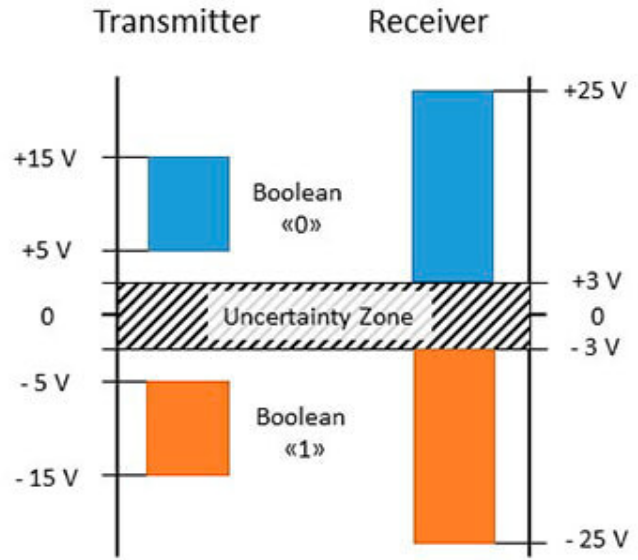 Transmitter
Receiver
+25 V
+15 V
Boolean
«0»
+5 V
+3 V
0
Uncertainty Zone
0
- 3 V
- 5 V
Boolean
«1»
- 15 V
- 25 V